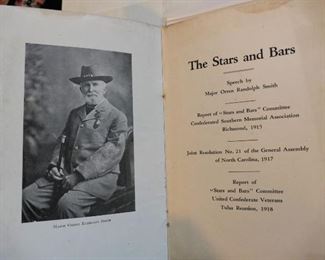 Major Orren Randolph Smith
The Stars and Bars
Speech by
Major Orren Randolph Smith
Report of "Stars and Bars" Committee
Confederated Southern Memorial Association
Richmond, 1915
Joint Resolution No. 21 of the General Assembly
of North Carolina, 1917
Report of
"Stars and Bars" Committee
United Confederate Veterans
Tulsa Reunion, 1918